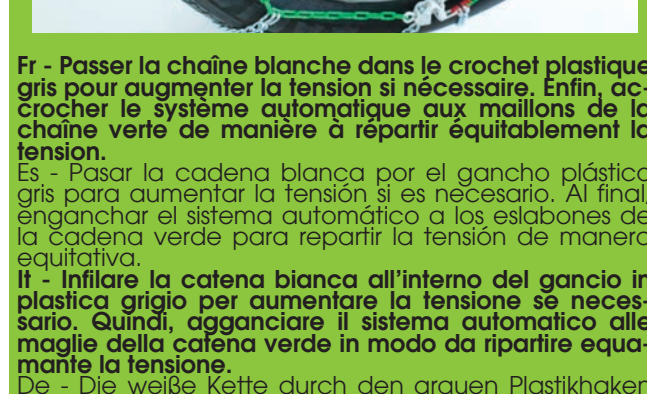 Fr - Passer la chaîne blanche dans le crochet plastique
gris pour augmenter la tension si nécessaire. Enfin, ac-
crocher le système automatique aux maillons de la
chaîne verte de manière à répartir équitablement la
tension.
Es - Pasar la cadena blanca por el gancho plástico
gris para aumentar la tensión si es necesario. Al final,
enganchar el sistema automático a los eslabones de
la cadena verde para repartir la tensión de manera
equitativa.
It - Infilare la catena bianca all'interno del gancio in
plastica grigio per aumentare la tensione se neces-
sario. Quindi, agganciare il sistema automatico alle
maglie della catena verde in modo da ripartire equa-
mante la tensione.
De - Die weiße Kette durch den grauen Plastikhaken